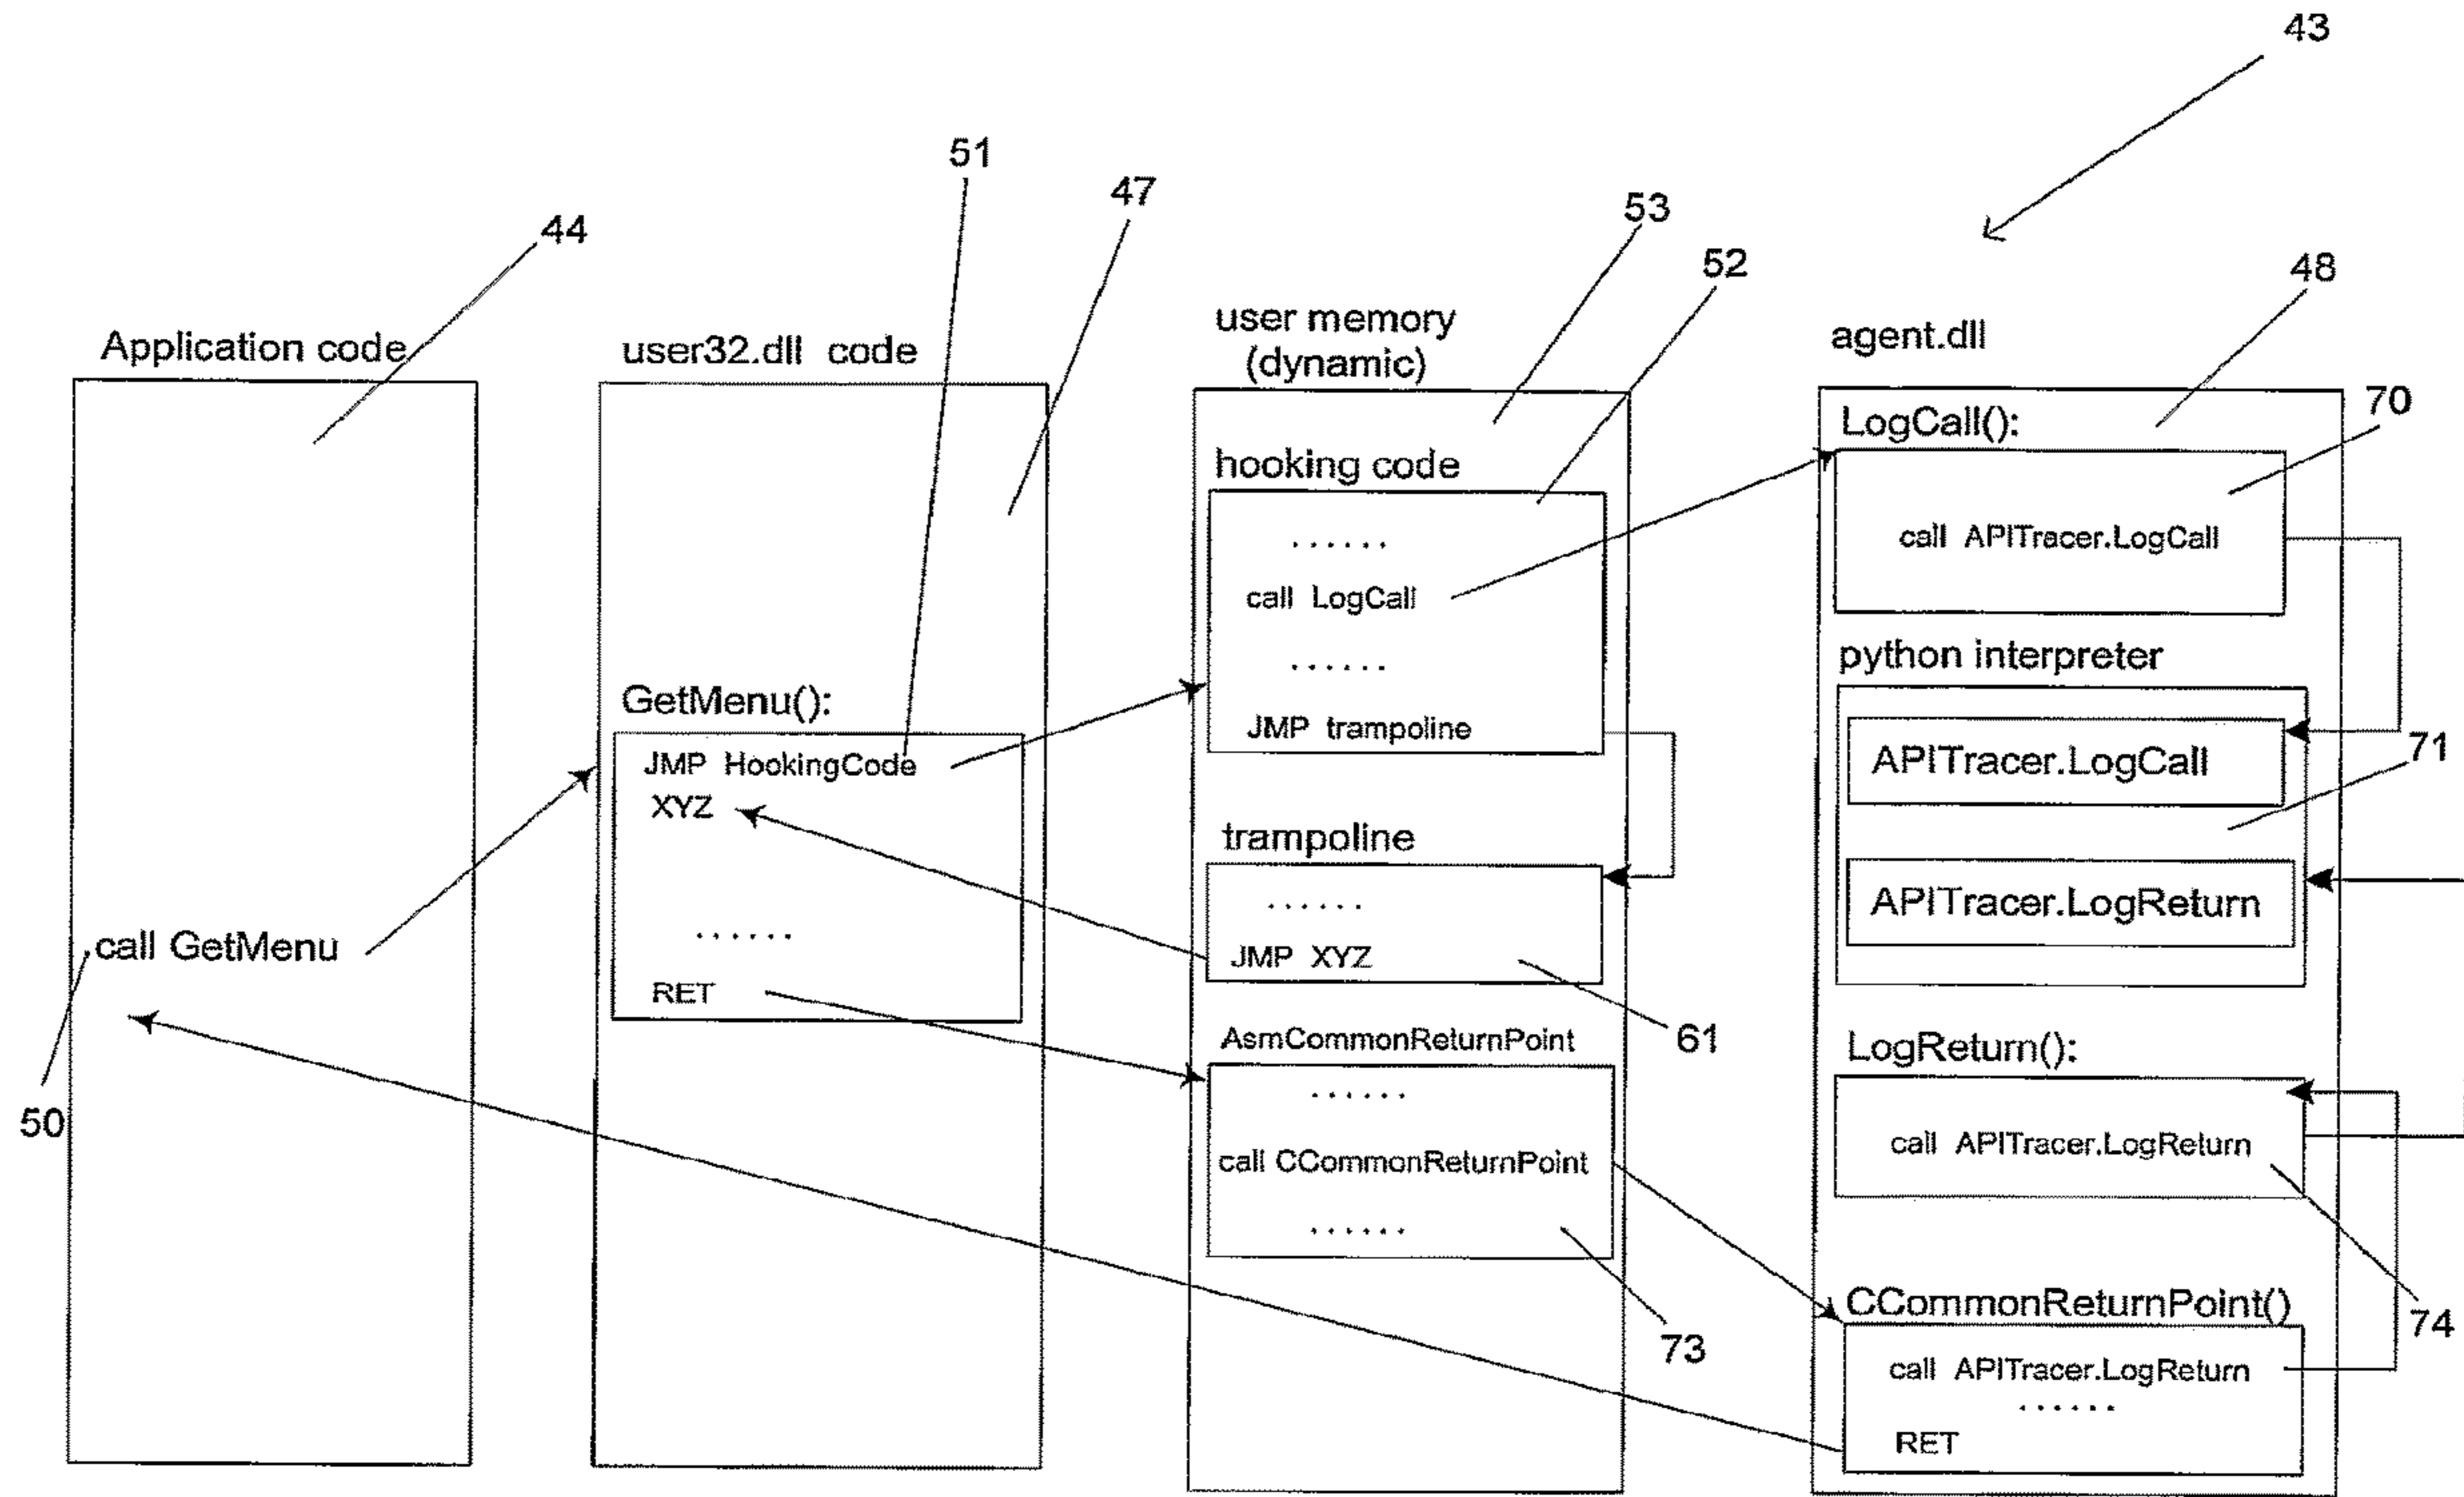 43
51
47
53
52
44
48
Application code
user32.dll code
user memory
(dynamic)
agent.dll
70
LogCall():
hooking code
......
call APITracer.LogCall
call LogCall
......
JMP trampoline
python interpreter
APITracer.LogCall
71
APITracer.LogReturn
GetMenu():
JMP HookingCode
XYZ
......
RET
trampoline
......
JMP XYZ
61
call GetMenu
50
AsmCommonReturnPoint
......
call CCommonReturnPoint
......
73
LogReturn():
call APITracer.LogReturn
74
CCommonReturnPoint()
call APITracer.LogReturn
......
RET